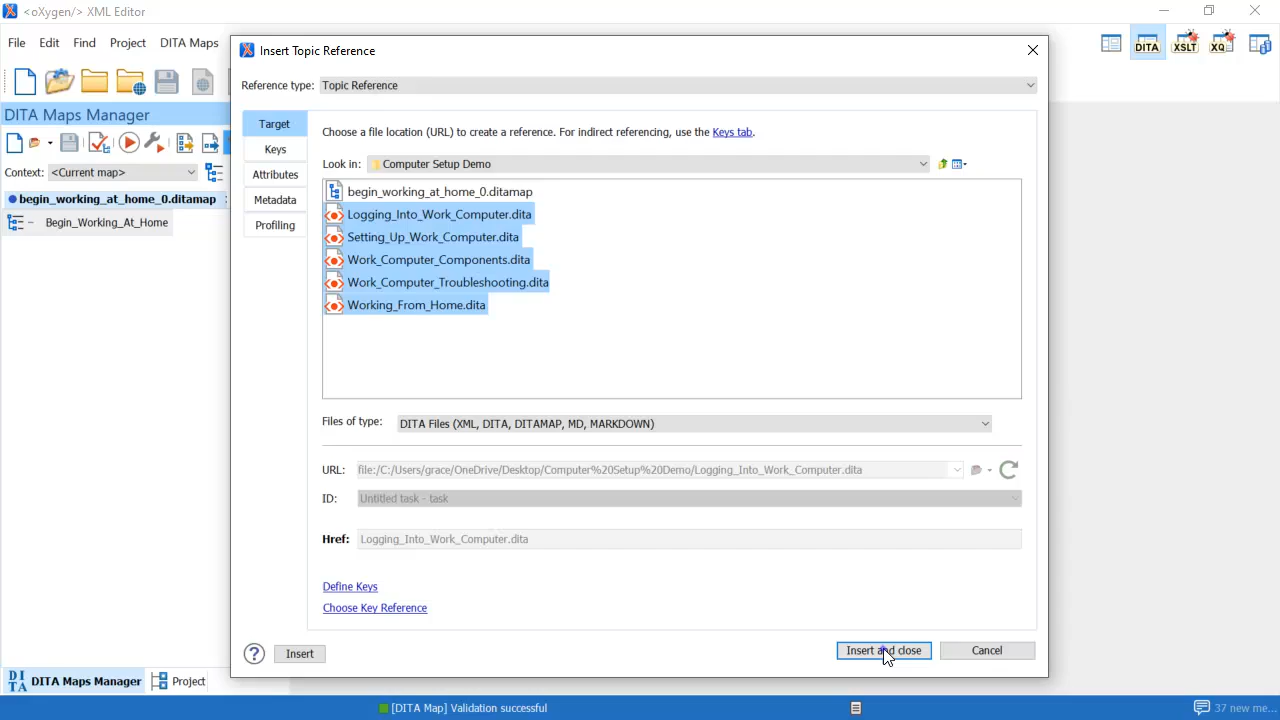 <oXygen/> XML Editor
File Edit Find Project DITA Maps
DITA XSLT XQ
DITA Maps Manager
Context: <Current map>
begin_working_at_home_0.ditamap
Begin_Working_At_Home
Insert Topic Reference
Reference type: Topic Reference
Target
Keys
Attributes
Metadata
Profiling
Choose a file location (URL) to create a reference. For indirect referencing, use the Keys tab.
Look in: Computer Setup Demo
begin_working_at_home_0.ditamap
Logging_Into_Work_Computer.dita
Setting_Up_Work_Computer.dita
Work_Computer_Components.dita
Work_Computer_Troubleshooting.dita
Working_From_Home.dita
Files of type: DITA Files (XML, DITA, DITAMAP, MD, MARKDOWN)
URL: file:/C:/Users/grace/OneDrive/Desktop/Computer%20Setup%20Demo/Logging_Into_Work_Computer.dita
ID: Untitled task - task
Href: Logging_Into_Work_Computer.dita
Define Keys
Choose Key Reference
? Insert Insert and close Cancel
DITA DITA Maps Manager Project
[DITA Map] Validation successful 37 new me...